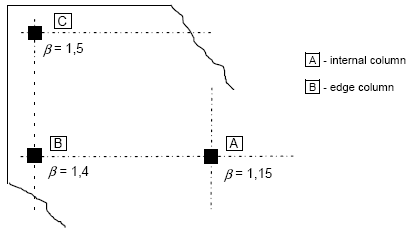 C
β = 1,5
A - internal column
B - edge column
B
A
β = 1,4
β = 1,15